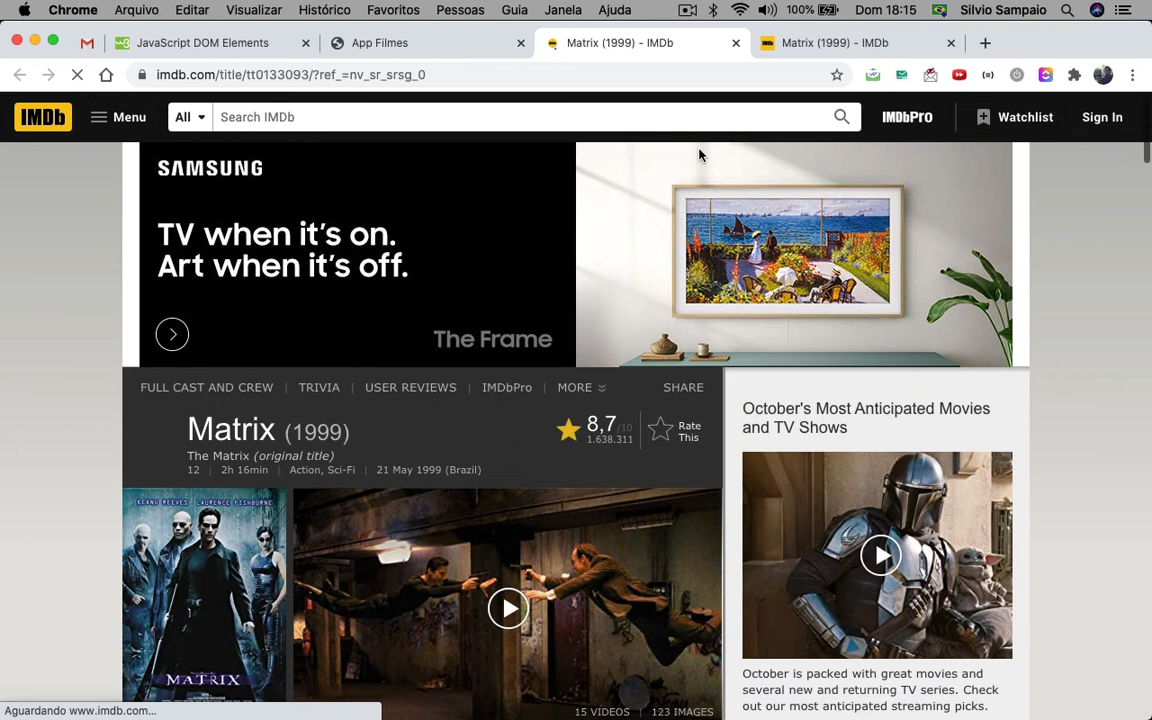 Chrome Arquivo Editar Visualizar Histórico Favoritos Pessoas Guia Janela Ajuda 100% Dom 18:15 Silvio Sampaio
JavaScript DOM Elements App Filmes Matrix (1999) - IMDb Matrix (1999) - IMDb
imdb.com/title/tt0133093/?ref_=nv_sr_srsg_0
IMDb Menu All Search IMDb IMDbPro Watchlist Sign In
SAMSUNG
TV when it's on.
Art when it's off.
The Frame
FULL CAST AND CREW | TRIVIA | USER REVIEWS | IMDbPro | MORE SHARE
Matrix (1999)
8,7/10
1.638.311
Rate
This
The Matrix (original title)
12 | 2h 16min | Action, Sci-Fi | 21 May 1999 (Brazil)
KEANU REEVES LAURENCE FISHBURNE
MATRIX
15 VIDEOS | 123 IMAGES
October's Most Anticipated Movies
and TV Shows
October is packed with great movies and
several new and returning TV series. Check
out our most anticipated streaming picks.
Aguardando www.imdb.com...